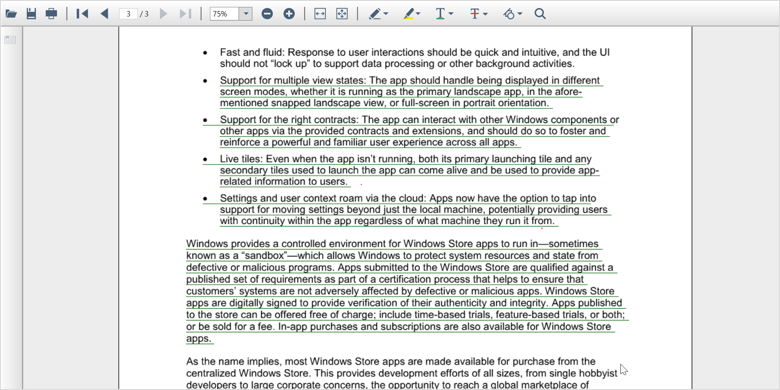 3 / 3 75%
• Fast and fluid: Response to user interactions should be quick and intuitive, and the UI
should not “lock up” to support data processing or other background activities.
• Support for multiple view states: The app should handle being displayed in different
screen modes, whether it is running as the primary landscape app, in the afore-
mentioned snapped landscape view, or full-screen in portrait orientation.
• Support for the right contracts: The app can interact with other Windows components or
other apps via the provided contracts and extensions, and should do so to foster and
reinforce a powerful and familiar user experience across all apps.
• Live tiles: Even when the app isn’t running, both its primary launching tile and any
secondary tiles used to launch the app can come alive and be used to provide app-
related information to users.
• Settings and user context roam via the cloud: Apps now have the option to tap into
support for moving settings beyond just the local machine, potentially providing users
with continuity within the app regardless of what machine they run it from.
Windows provides a controlled environment for Windows Store apps to run in—sometimes
known as a “sandbox”—which allows Windows to protect system resources and state from
defective or malicious programs. Apps submitted to the Windows Store are qualified against a
published set of requirements as part of a certification process that helps to ensure that
customers’ systems are not adversely affected by defective or malicious apps. Windows Store
apps are digitally signed to provide verification of their authenticity and integrity. Apps published
to the store can be offered free of charge; include time-based trials, feature-based trials, or both;
or be sold for a fee. In-app purchases and subscriptions are also available for Windows Store
apps.
As the name implies, most Windows Store apps are made available for purchase from the
centralized Windows Store. This provides development efforts of all sizes, from single hobbyist
developers to large corporate concerns, the opportunity to reach a global marketplace of